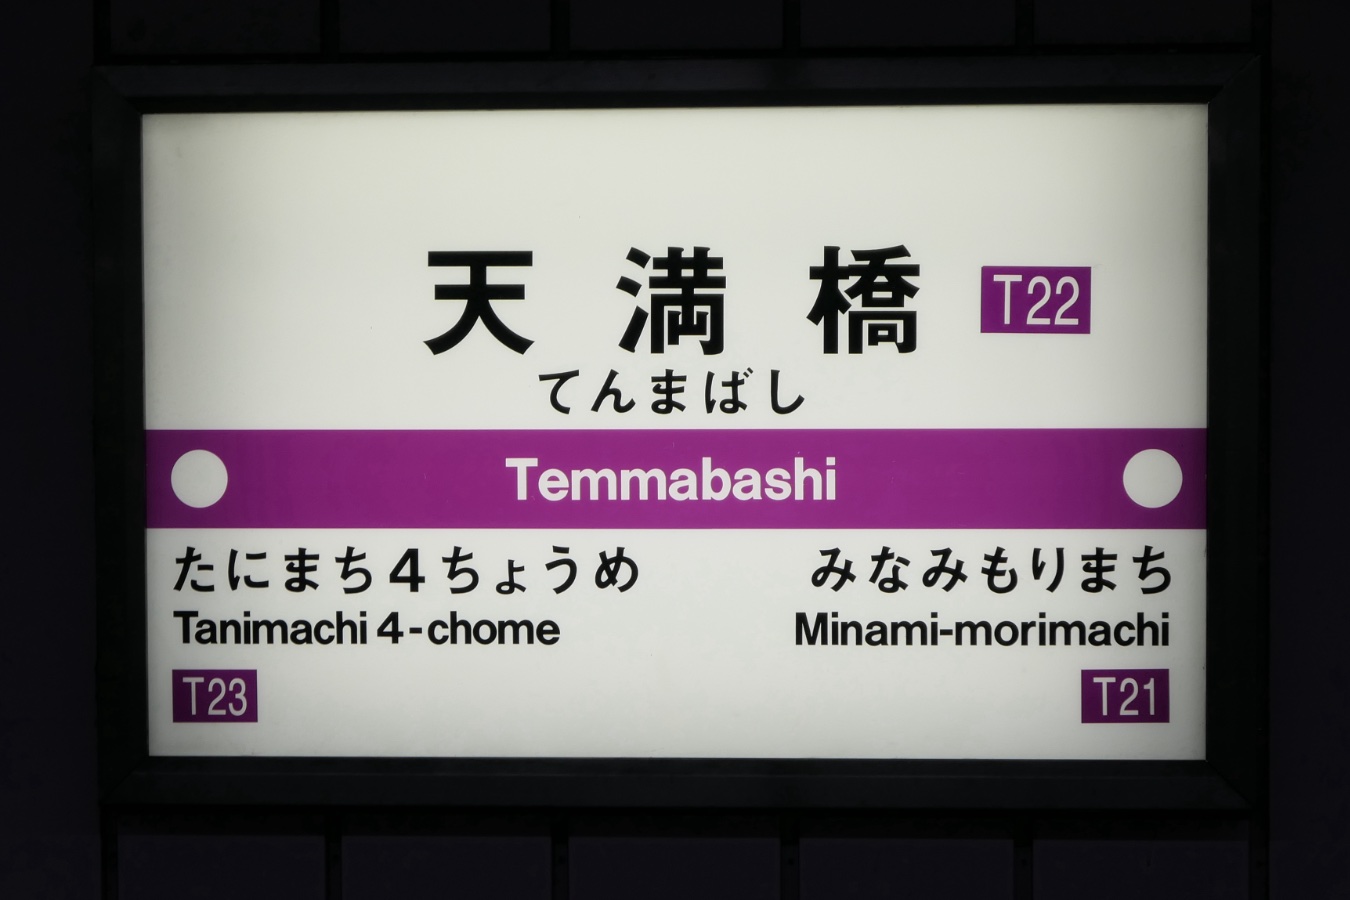 天満橋 T22
てんまばし
Temmabashi
たにまち4ちょうめ
Tanimachi 4-chome
T23
みなみもりまち
Minami-morimachi
T21